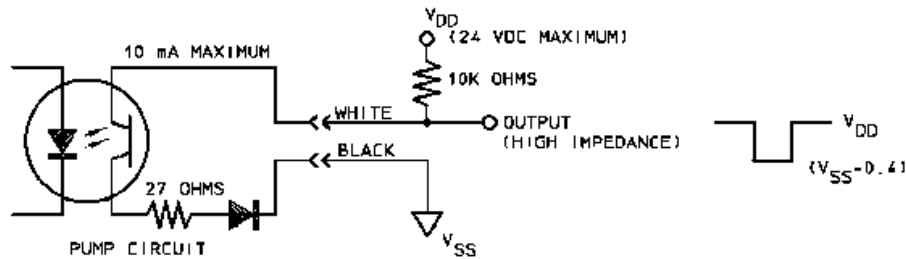 V_DD
(24 VDC MAXIMUM)
10 mA MAXIMUM
10K OHMS
WHITE
OUTPUT
(HIGH IMPEDANCE)
V_DD
BLACK
(V_SS-0.4)
27 OHMS
V_SS
PUMP CIRCUIT